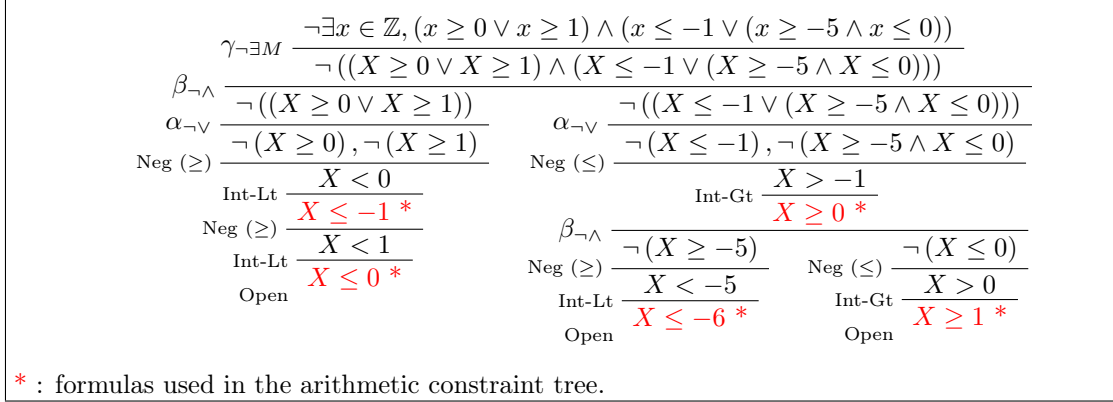 γ¬∃M ¬∃x ∈ ℤ, (x ≥ 0 ∨ x ≥ 1) ∧ (x ≤ −1 ∨ (x ≥ −5 ∧ x ≤ 0))
β¬∧ ¬ ((X ≥ 0 ∨ X ≥ 1) ∧ (X ≤ −1 ∨ (X ≥ −5 ∧ X ≤ 0)))
α¬∨ ¬ ((X ≥ 0 ∨ X ≥ 1)) α¬∨ ¬ ((X ≤ −1 ∨ (X ≥ −5 ∧ X ≤ 0)))
Neg (≥) ¬ (X ≥ 0) , ¬ (X ≥ 1) Neg (≤) ¬ (X ≤ −1) , ¬ (X ≥ −5 ∧ X ≤ 0)
Int-Lt X < 0 Int-Gt X > −1
Neg (≥) X ≤ −1 * β¬∧ X ≥ 0 *
Int-Lt X < 1 Neg (≥) ¬ (X ≥ −5) Neg (≤) ¬ (X ≤ 0)
Open X ≤ 0 * Int-Lt X < −5 Int-Gt X > 0
Open X ≤ −6 * Open X ≥ 1 *
* : formulas used in the arithmetic constraint tree.